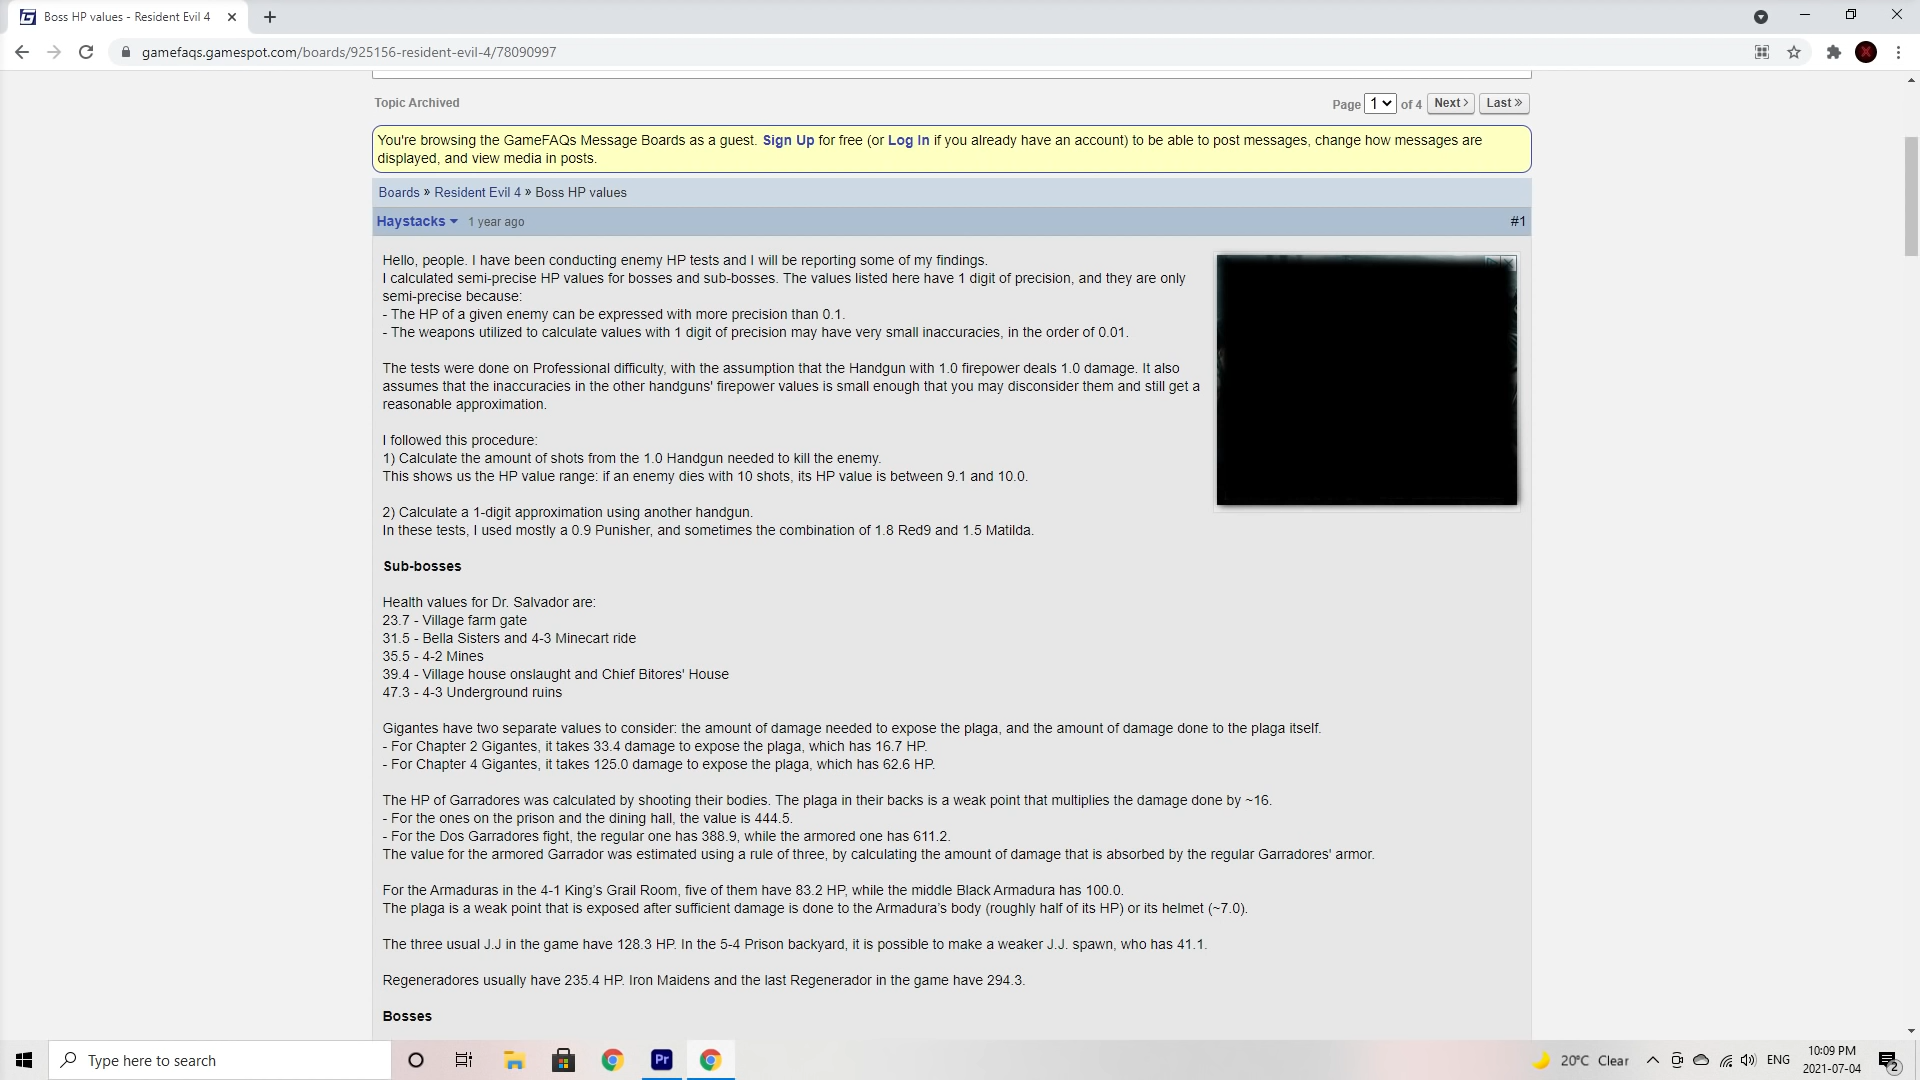 Boss HP values - Resident Evil 4
gamefaqs.gamespot.com/boards/925156-resident-evil-4/78090997
Topic Archived
Page 1 of 4 Next > Last »
You're browsing the GameFAQs Message Boards as a guest. Sign Up for free (or Log In if you already have an account) to be able to post messages, change how messages are
displayed, and view media in posts.
Boards » Resident Evil 4 » Boss HP values
Haystacks 1 year ago #1
Hello, people. I have been conducting enemy HP tests and I will be reporting some of my findings.
I calculated semi-precise HP values for bosses and sub-bosses. The values listed here have 1 digit of precision, and they are only
semi-precise because:
- The HP of a given enemy can be expressed with more precision than 0.1.
- The weapons utilized to calculate values with 1 digit of precision may have very small inaccuracies, in the order of 0.01.
The tests were done on Professional difficulty, with the assumption that the Handgun with 1.0 firepower deals 1.0 damage. It also
assumes that the inaccuracies in the other handguns' firepower values is small enough that you may disconsider them and still get a
reasonable approximation.
I followed this procedure:
1) Calculate the amount of shots from the 1.0 Handgun needed to kill the enemy.
This shows us the HP value range: if an enemy dies with 10 shots, its HP value is between 9.1 and 10.0.
2) Calculate a 1-digit approximation using another handgun.
In these tests, I used mostly a 0.9 Punisher, and sometimes the combination of 1.8 Red9 and 1.5 Matilda.
Sub-bosses
Health values for Dr. Salvador are:
23.7 - Village farm gate
31.5 - Bella Sisters and 4-3 Minecart ride
35.5 - 4-2 Mines
39.4 - Village house onslaught and Chief Bitores' House
47.3 - 4-3 Underground ruins
Gigantes have two separate values to consider: the amount of damage needed to expose the plaga, and the amount of damage done to the plaga itself.
- For Chapter 2 Gigantes, it takes 33.4 damage to expose the plaga, which has 16.7 HP.
- For Chapter 4 Gigantes, it takes 125.0 damage to expose the plaga, which has 62.6 HP.
The HP of Garradores was calculated by shooting their bodies. The plaga in their backs is a weak point that multiplies the damage done by ~16.
- For the ones on the prison and the dining hall, the value is 444.5.
- For the Dos Garradores fight, the regular one has 388.9, while the armored one has 611.2.
The value for the armored Garrador was estimated using a rule of three, by calculating the amount of damage that is absorbed by the regular Garradores' armor.
For the Armaduras in the 4-1 King's Grail Room, five of them have 83.2 HP, while the middle Black Armadura has 100.0.
The plaga is a weak point that is exposed after sufficient damage is done to the Armadura's body (roughly half of its HP) or its helmet (~7.0).
The three usual J.J in the game have 128.3 HP. In the 5-4 Prison backyard, it is possible to make a weaker J.J. spawn, who has 41.1.
Regeneradores usually have 235.4 HP. Iron Maidens and the last Regenerador in the game have 294.3.
Bosses
Type here to search
Pr
20°C Clear
ENG
10:09 PM
2021-07-04
2